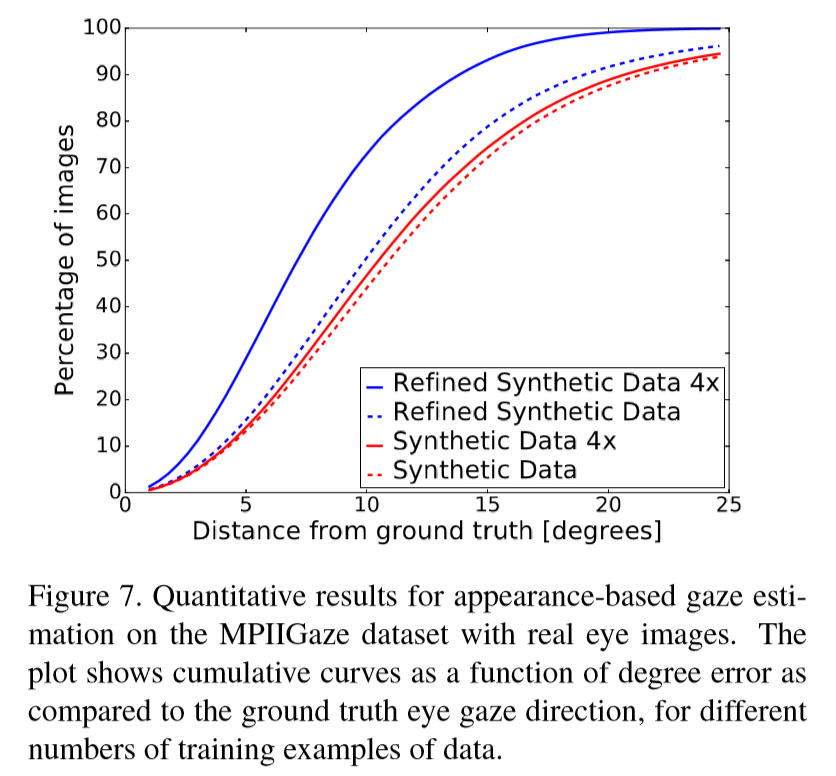 100
90
80
70
60
50
40
30
20
10
0
Percentage of images
Refined Synthetic Data 4x
Refined Synthetic Data
Synthetic Data 4x
Synthetic Data
0 5 10 15 20 25
Distance from ground truth [degrees]
Figure 7. Quantitative results for appearance-based gaze esti-
mation on the MPIIGaze dataset with real eye images. The
plot shows cumulative curves as a function of degree error as
compared to the ground truth eye gaze direction, for different
numbers of training examples of data.